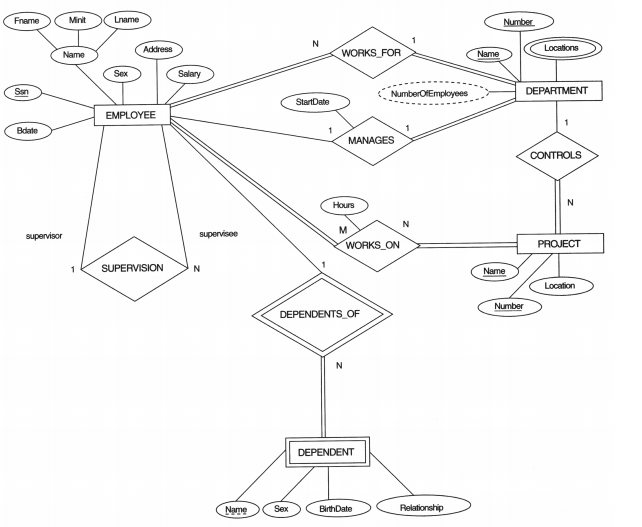 Fname
Minit
Lname
Number
Name
Address
N
1
WORKS_FOR
Name
Locations
Sex
Salary
Ssn
NumberOfEmployees
DEPARTMENT
StartDate
EMPLOYEE
Bdate
1
1
1
MANAGES
CONTROLS
Hours
N
supervisor
supervisee
M
N
WORKS_ON
PROJECT
1
SUPERVISION
N
1
Name
Location
Number
DEPENDENTS_OF
N
DEPENDENT
Name
Sex
BirthDate
Relationship